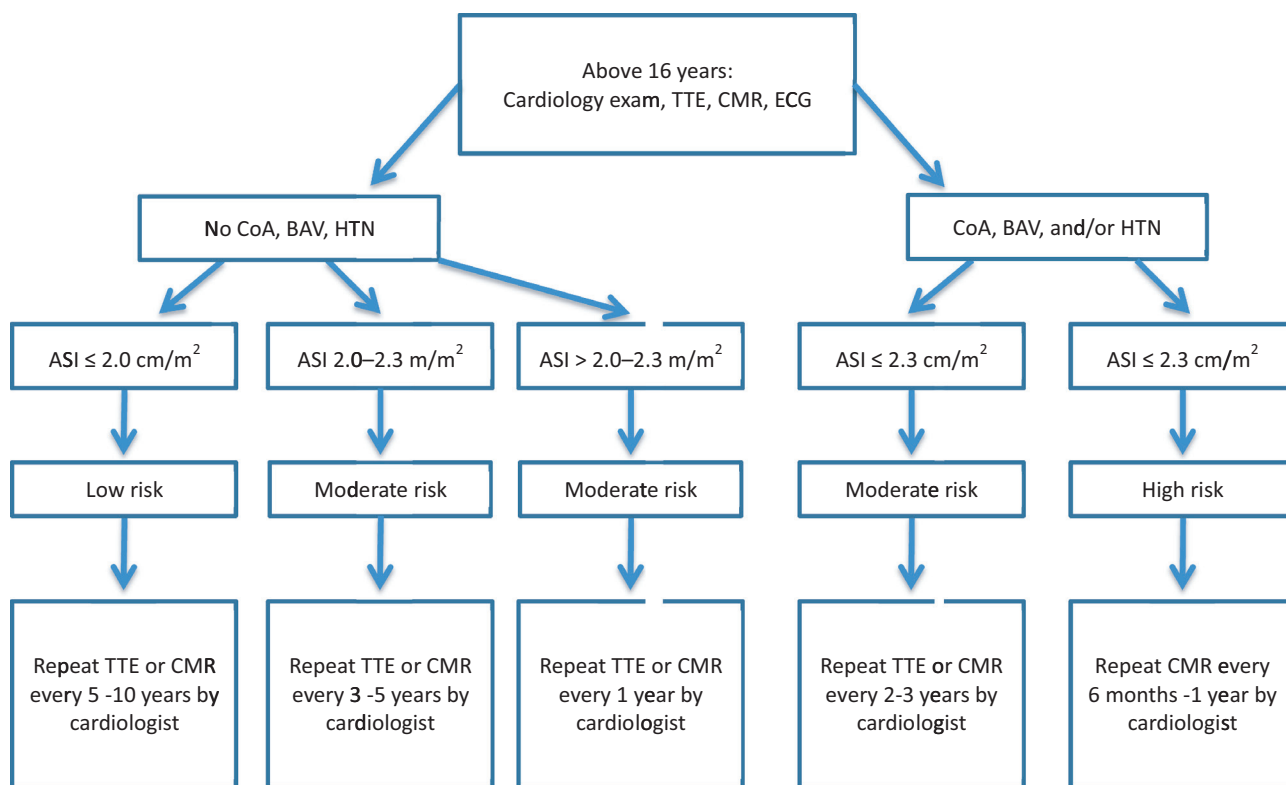 Above 16 years:
Cardiology exam, TTE, CMR, ECG
No CoA, BAV, HTN
CoA, BAV, and/or HTN
ASI ≤ 2.0 cm/m²
ASI 2.0–2.3 m/m²
ASI > 2.0–2.3 m/m²
ASI ≤ 2.3 cm/m²
ASI ≤ 2.3 cm/m²
Low risk
Moderate risk
Moderate risk
Moderate risk
High risk
Repeat TTE or CMR
every 5 -10 years by
cardiologist
Repeat TTE or CMR
every 3 -5 years by
cardiologist
Repeat TTE or CMR
every 1 year by
cardiologist
Repeat TTE or CMR
every 2-3 years by
cardiologist
Repeat CMR every
6 months -1 year by
cardiologist